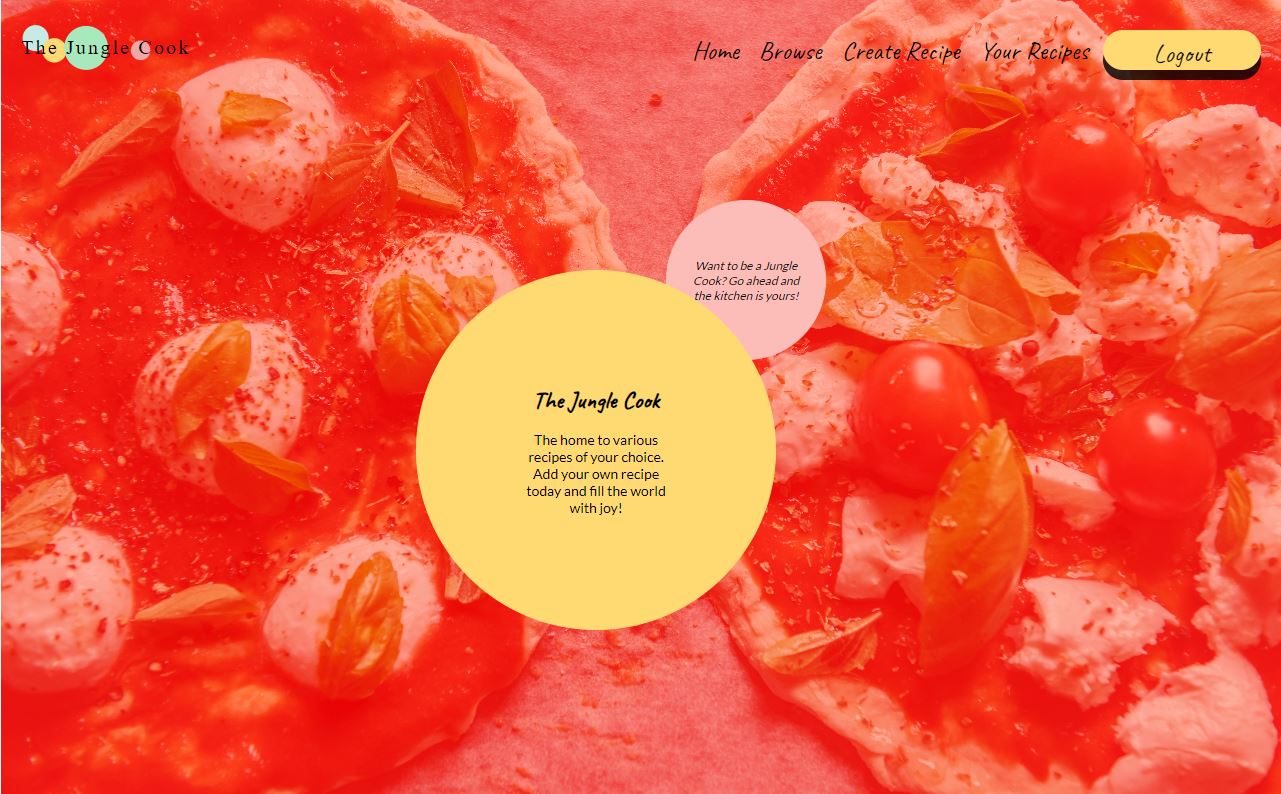 The Jungle Cook
Home Browse Create Recipe Your Recipes Logout
Want to be a Jungle
Cook? Go ahead and
the kitchen is yours!
The Jungle Cook
The home to various
recipes of your choice.
Add your own recipe
today and fill the world
with joy!